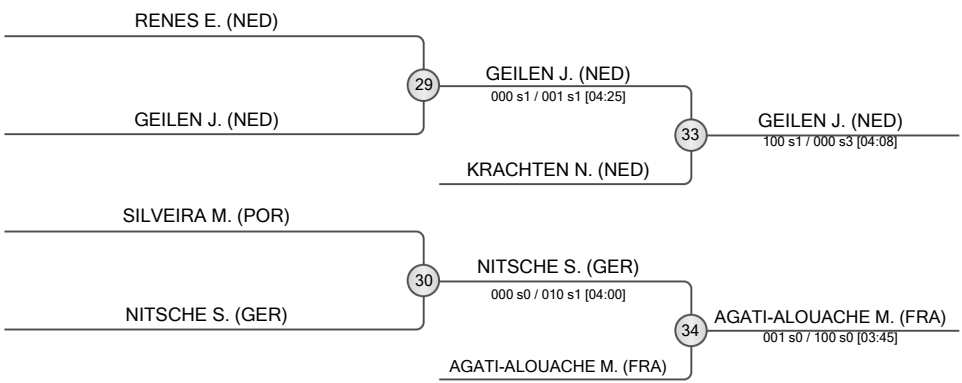 RENES E. (NED)
29
GEILEN J. (NED)
000 s1 / 001 s1 [04:25]
GEILEN J. (NED)
33
GEILEN J. (NED)
100 s1 / 000 s3 [04:08]
KRACHTEN N. (NED)
SILVEIRA M. (POR)
30
NITSCHE S. (GER)
000 s0 / 010 s1 [04:00]
NITSCHE S. (GER)
34
AGATI-ALOUACHE M. (FRA)
001 s0 / 100 s0 [03:45]
AGATI-ALOUACHE M. (FRA)